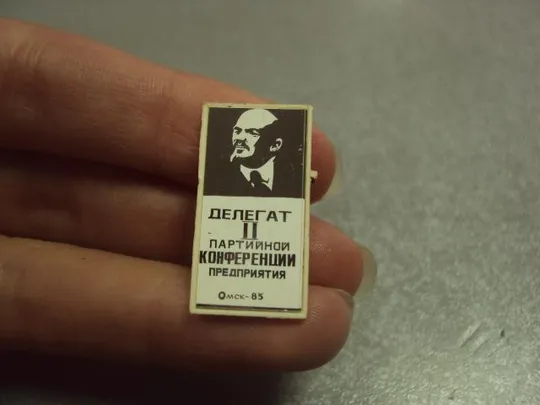 ДЕЛЕГАТ
II
ПАРТИЙНОЙ
КОНФЕРЕНЦИИ
ПРЕДПРИЯТИЯ
Омск-85